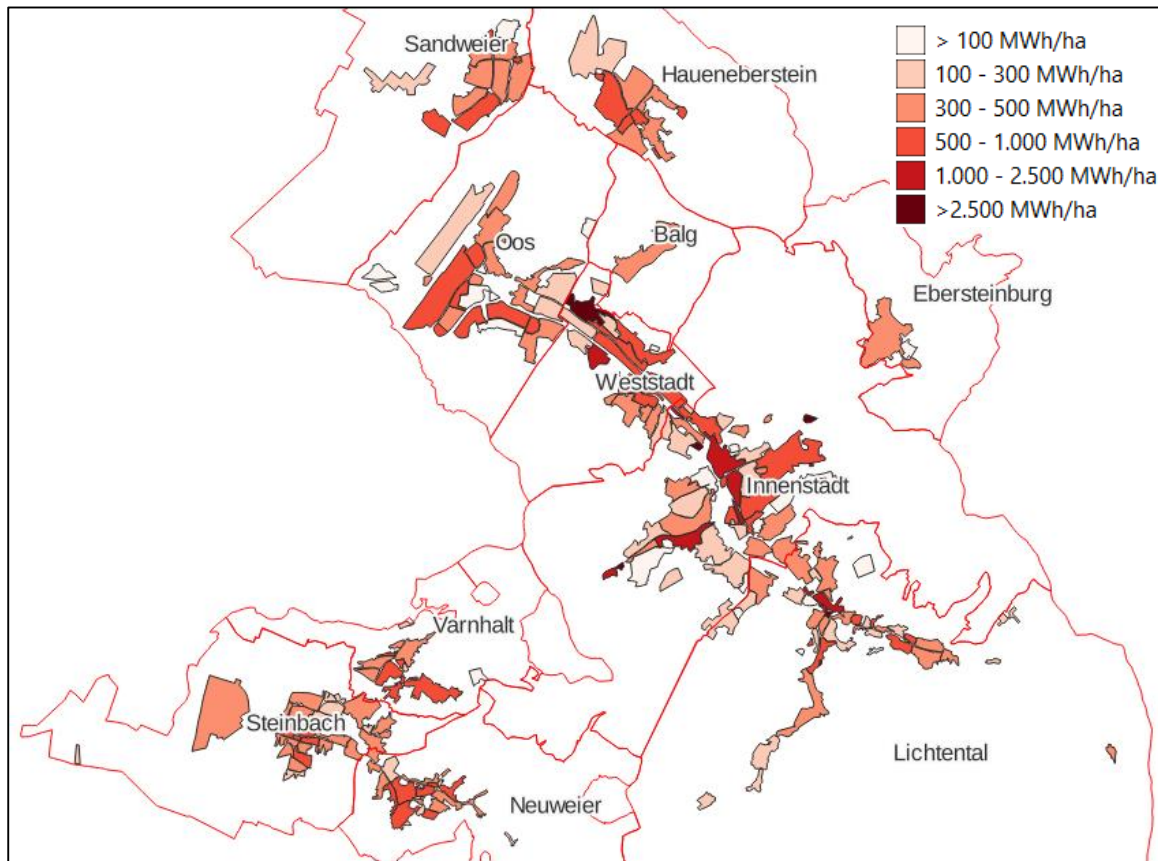 Sandweier
Haueneberstein
> 100 MWh/ha
100 - 300 MWh/ha
300 - 500 MWh/ha
500 - 1.000 MWh/ha
1.000 - 2.500 MWh/ha
>2.500 MWh/ha
Oos
Balg
Ebersteinburg
Weststadt
Innenstadt
Varnhalt
Steinbach
Lichtental
Neuweier